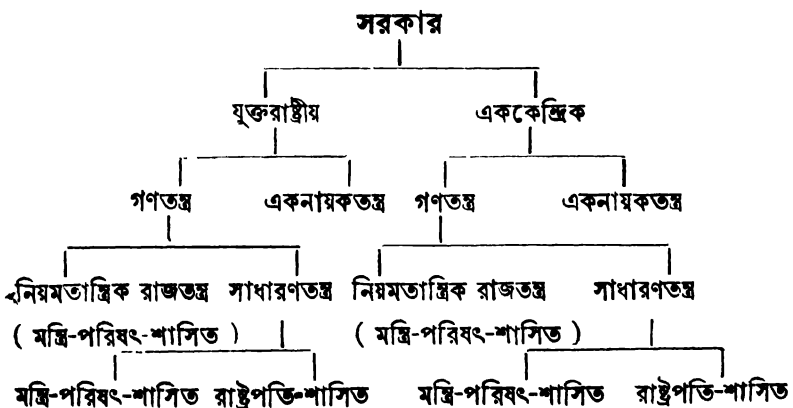 সরকার
যুক্তরাষ্ট্রীয় এককেন্দ্রিক
গণতন্ত্র একনায়কতন্ত্র গণতন্ত্র একনায়কতন্ত্র
নিয়মতান্ত্রিক রাজতন্ত্র সাধারণতন্ত্র নিয়মতান্ত্রিক রাজতন্ত্র সাধারণতন্ত্র
( মন্ত্রি-পরিষৎ-শাসিত ) ( মন্ত্রি-পরিষৎ-শাসিত )
মন্ত্রি-পরিষৎ-শাসিত রাষ্ট্রপতি-শাসিত মন্ত্রি-পরিষৎ-শাসিত রাষ্ট্রপতি-শাসিত